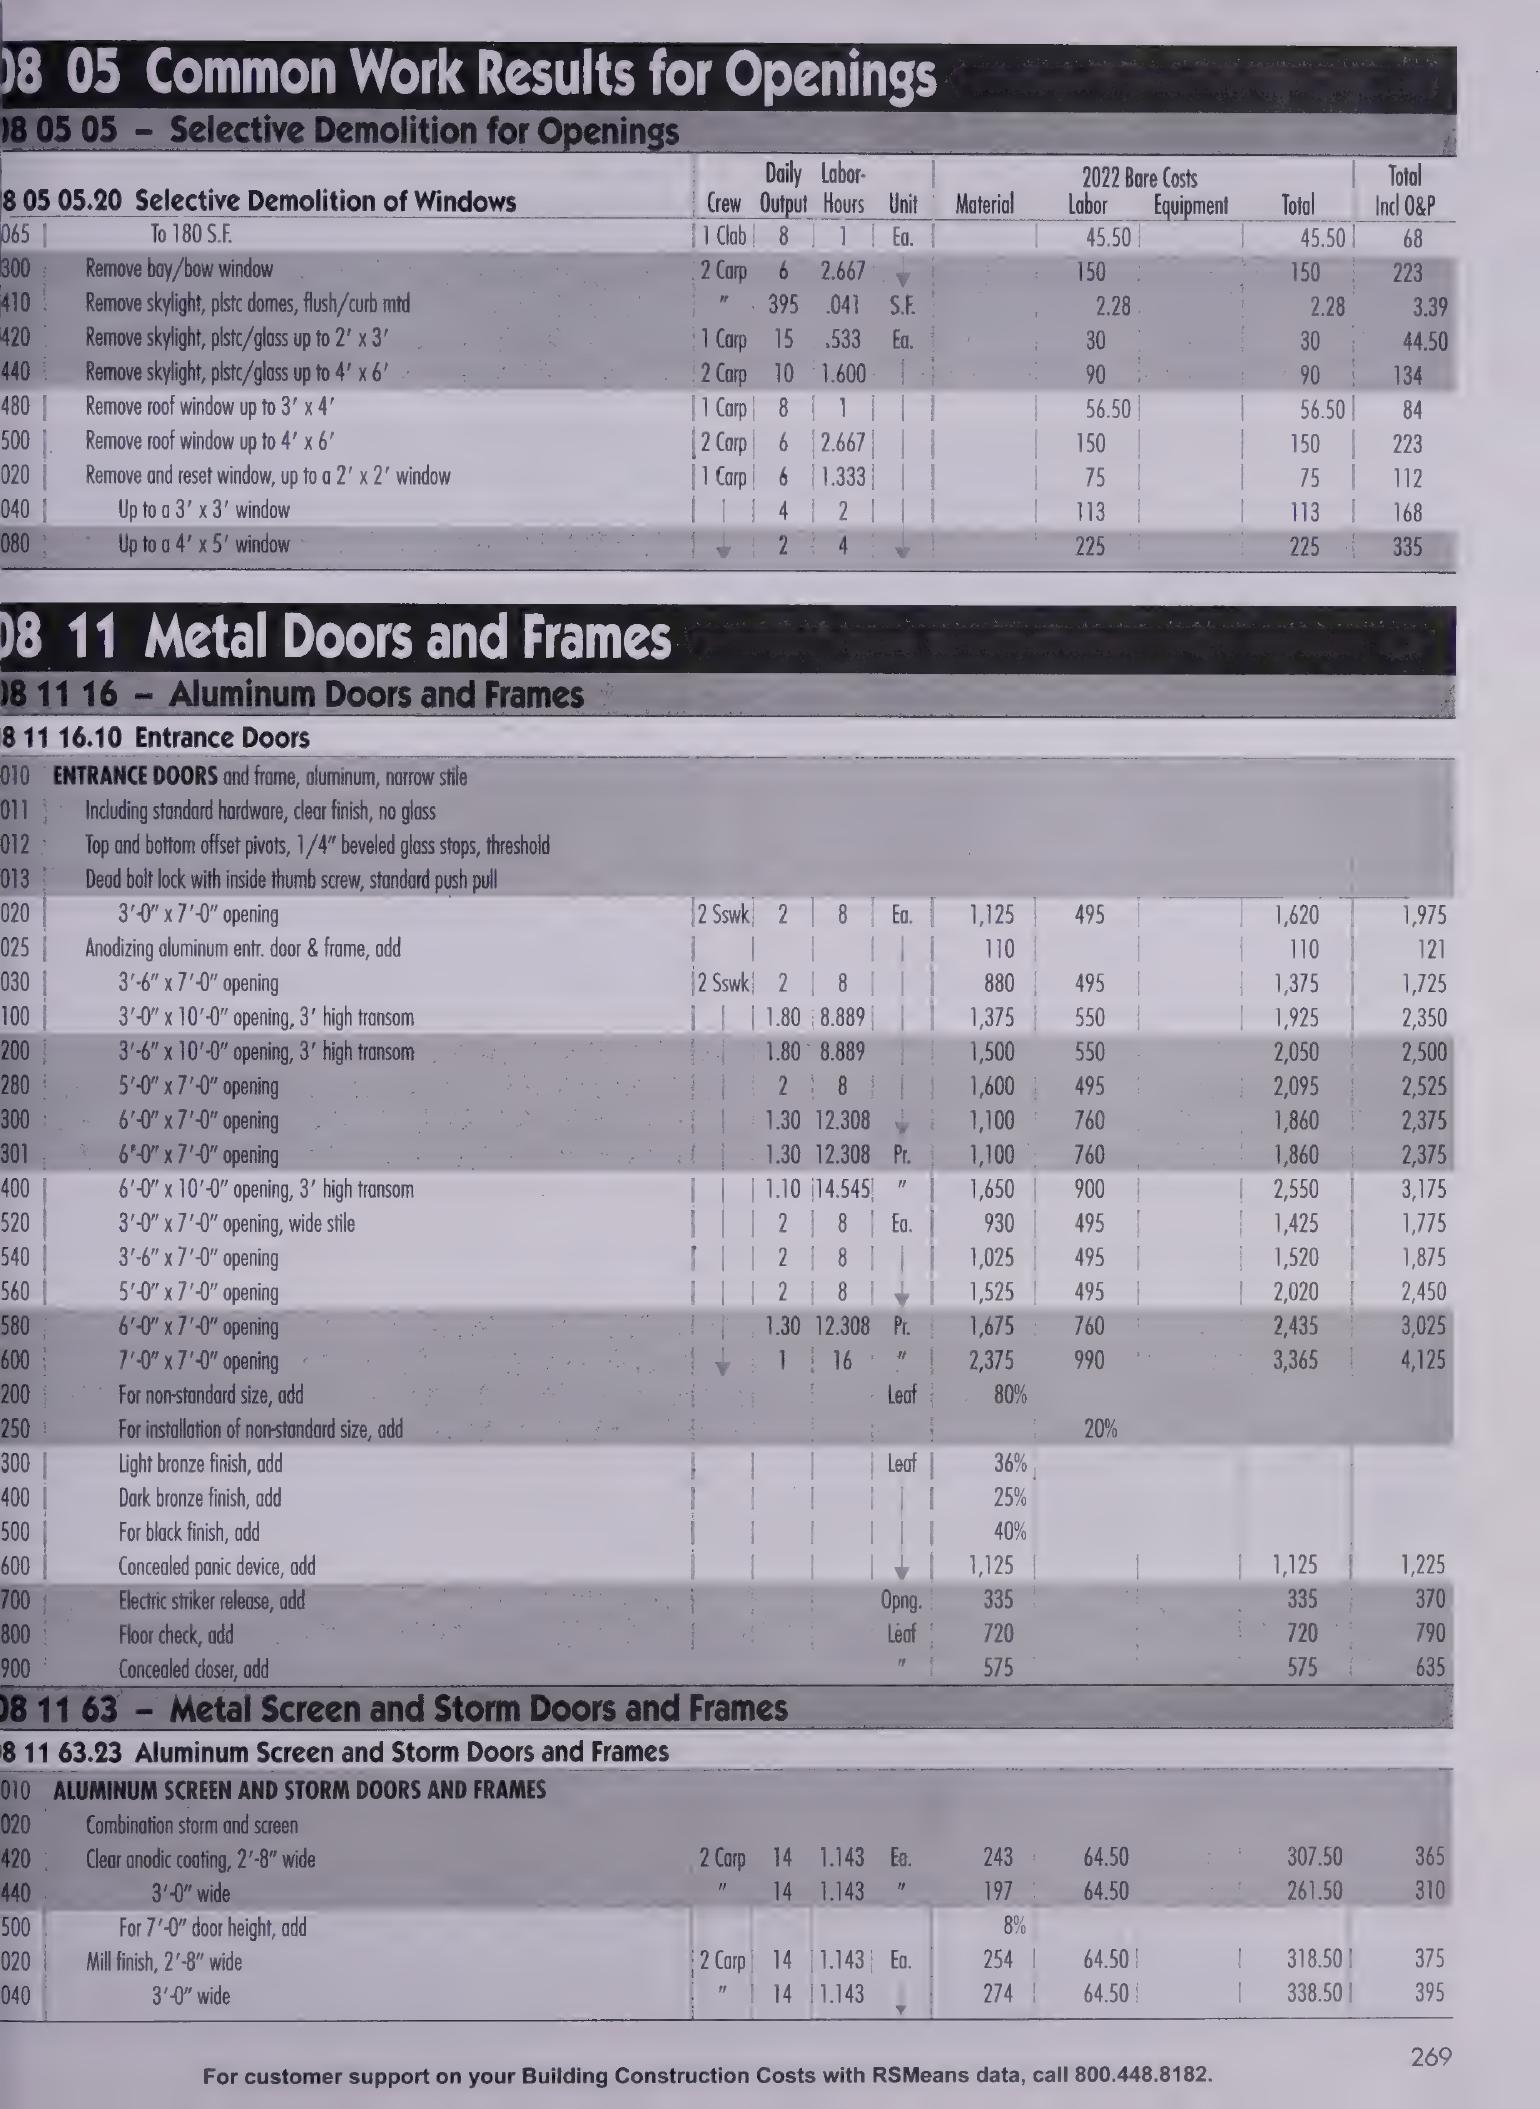 08 05 Common Work Results for Openings
08 05 05 – Selective Demolition for Openings
Daily Labor- 2022 Bare Costs Total
8 05 05.20 Selective Demolition of Windows Crew Output Hours Unit Material Labor Equipment Total Incl O&P
065 To 180 S.F. 1 Clab 8 1 Ea. 45.50 45.50 68
300 Remove bay/bow window 2 Carp 6 2.667 150 150 223
410 Remove skylight, plstc domes, flush/curb mtd " 395 .041 S.F. 2.28 2.28 3.39
420 Remove skylight, plstc/glass up to 2' x 3' 1 Carp 15 .533 Ea. 30 30 44.50
440 Remove skylight, plstc/glass up to 4' x 6' 2 Carp 10 1.600 90 90 134
480 Remove roof window up to 3' x 4' 1 Carp 8 1 56.50 56.50 84
500 Remove roof window up to 4' x 6' 2 Carp 6 2.667 150 150 223
020 Remove and reset window, up to a 2' x 2' window 1 Carp 6 1.333 75 75 112
040 Up to a 3' x 3' window 4 2 113 113 168
080 Up to a 4' x 5' window 2 4 225 225 335
08 11 Metal Doors and Frames
08 11 16 – Aluminum Doors and Frames
8 11 16.10 Entrance Doors
010 ENTRANCE DOORS and frame, aluminum, narrow stile
011 Including standard hardware, clear finish, no glass
012 Top and bottom offset pivots, 1/4" beveled glass stops, threshold
013 Dead bolt lock with inside thumb screw, standard push pull
020 3'-0" x 7'-0" opening 2 Sswk 2 8 Ea. 1,125 495 1,620 1,975
025 Anodizing aluminum entr. door & frame, add 110 110 121
030 3'-6" x 7'-0" opening 2 Sswk 2 8 880 495 1,375 1,725
100 3'-0" x 10'-0" opening, 3' high transom 1.80 8.889 1,375 550 1,925 2,350
200 3'-6" x 10'-0" opening, 3' high transom 1.80 8.889 1,500 550 2,050 2,500
280 5'-0" x 7'-0" opening 2 8 1,600 495 2,095 2,525
300 6'-0" x 7'-0" opening 1.30 12.308 1,100 760 1,860 2,375
301 6'-0" x 7'-0" opening 1.30 12.308 Pr. 1,100 760 1,860 2,375
400 6'-0" x 10'-0" opening, 3' high transom 1.10 14.545 " 1,650 900 2,550 3,175
520 3'-0" x 7'-0" opening, wide stile 2 8 Ea. 930 495 1,425 1,775
540 3'-6" x 7'-0" opening 2 8 1,025 495 1,520 1,875
560 5'-0" x 7'-0" opening 2 8 1,525 495 2,020 2,450
580 6'-0" x 7'-0" opening 1.30 12.308 Pr. 1,675 760 2,435 3,025
600 7'-0" x 7'-0" opening 1 16 " 2,375 990 3,365 4,125
200 For non-standard size, add Leaf 80%
250 For installation of non-standard size, add 20%
300 Light bronze finish, add Leaf 36%
400 Dark bronze finish, add 25%
500 For black finish, add 40%
600 Concealed panic device, add 1,125 1,125 1,225
700 Electric striker release, add Opng. 335 335 370
800 Floor check, add Leaf 720 720 790
900 Concealed closer, add " 575 575 635
08 11 63 – Metal Screen and Storm Doors and Frames
8 11 63.23 Aluminum Screen and Storm Doors and Frames
010 ALUMINUM SCREEN AND STORM DOORS AND FRAMES
020 Combination storm and screen
420 Clear anodic coating, 2'-8" wide 2 Carp 14 1.143 Ea. 243 64.50 307.50 365
440 3'-0" wide " 14 1.143 " 197 64.50 261.50 310
500 For 7'-0" door height, add 8%
020 Mill finish, 2'-8" wide 2 Carp 14 1.143 Ea. 254 64.50 318.50 375
040 3'-0" wide " 14 1.143 274 64.50 338.50 395
For customer support on your Building Construction Costs with RSMeans data, call 800.448.8182.
269